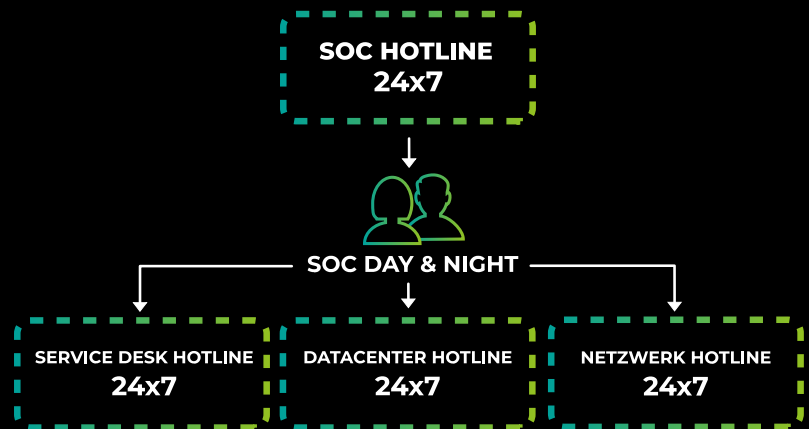 SOC HOTLINE
24x7
SOC DAY & NIGHT
SERVICE DESK HOTLINE
24x7
DATACENTER HOTLINE
24x7
NETZWERK HOTLINE
24x7